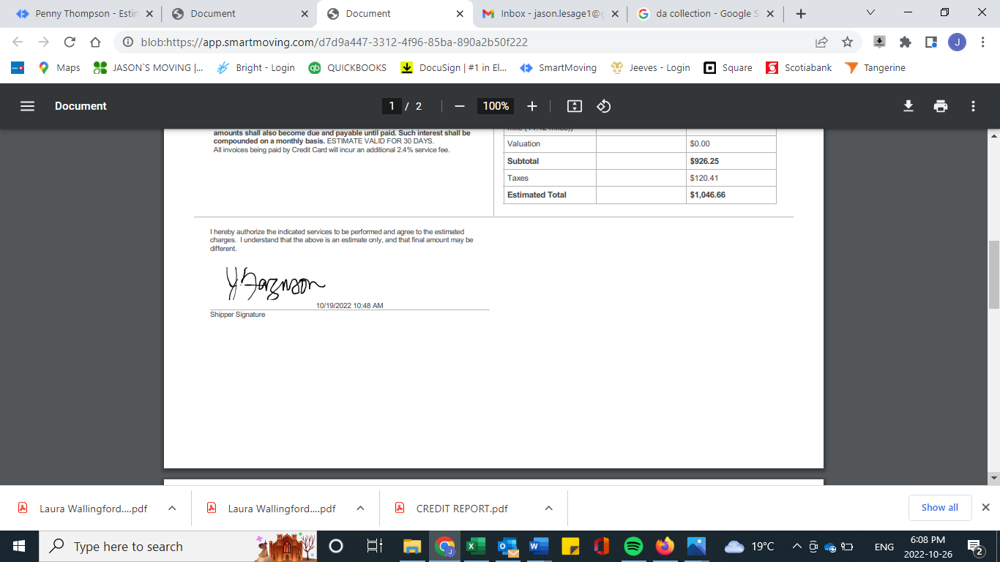 Penny Thompson - Estin
Document
Document
Inbox - jason.lesage1@g
da collection - Google S
blob:https://app.smartmoving.com/d7d9a447-3312-4f96-85ba-890a2b50f222
J
Maps
JASON`S MOVING |...
Bright - Login
QUICKBOOKS
DocuSign | #1 in El...
SmartMoving
Jeeves - Login
Square
Scotiabank
Tangerine
Document
1 / 2
100%
amounts shall also become due and payable until paid. Such interest shall be
compounded on a monthly basis. ESTIMATE VALID FOR 30 DAYS.
All invoices being paid by Credit Card will incur an additional 2.4% service fee.
Valuation $0.00
Subtotal $926.25
Taxes $120.41
Estimated Total $1,046.66
I hereby authorize the indicated services to be performed and agree to the estimated
charges. I understand that the above is an estimate only, and that final amount may be
different.
10/19/2022 10:48 AM
Shipper Signature
Laura Wallingford....pdf
Laura Wallingford....pdf
CREDIT REPORT.pdf
Show all
Type here to search
19°C
ENG
6:08 PM
2022-10-26
2